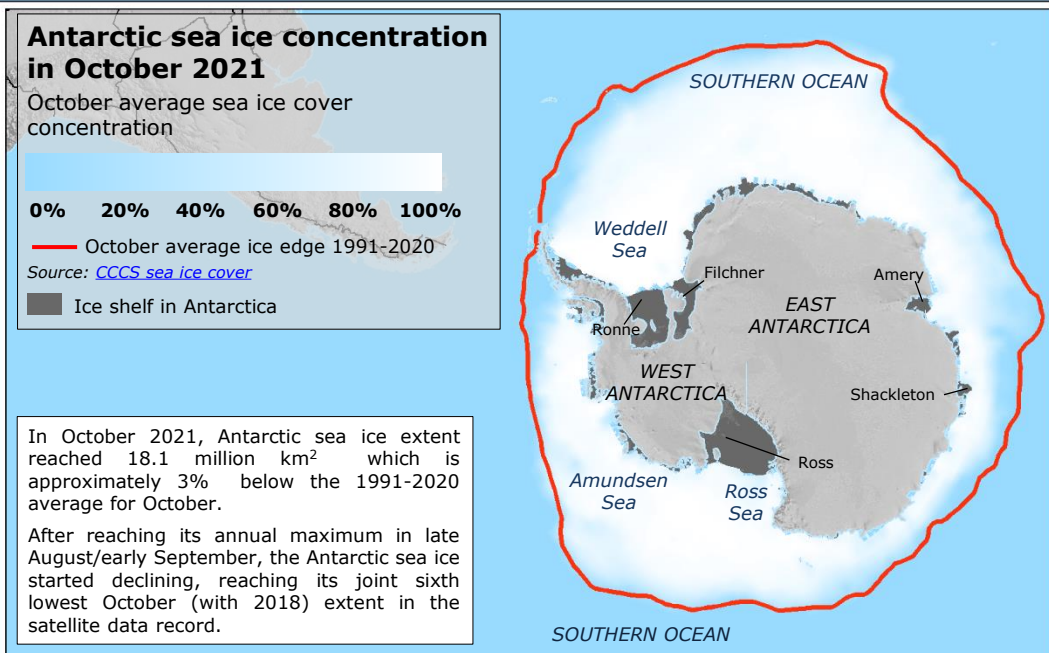 Antarctic sea ice concentration
in October 2021
October average sea ice cover
concentration
0% 20% 40% 60% 80% 100%
October average ice edge 1991-2020
Source: CCCS sea ice cover
Ice shelf in Antarctica
In October 2021, Antarctic sea ice extent
reached 18.1 million km² which is
approximately 3% below the 1991-2020
average for October.
After reaching its annual maximum in late
August/early September, the Antarctic sea ice
started declining, reaching its joint sixth
lowest October (with 2018) extent in the
satellite data record.
SOUTHERN OCEAN
Weddell
Sea
Filchner
Amery
Ronne
EAST
ANTARCTICA
WEST
ANTARCTICA
Shackleton
Ross
Amundsen
Sea
Ross
Sea
SOUTHERN OCEAN